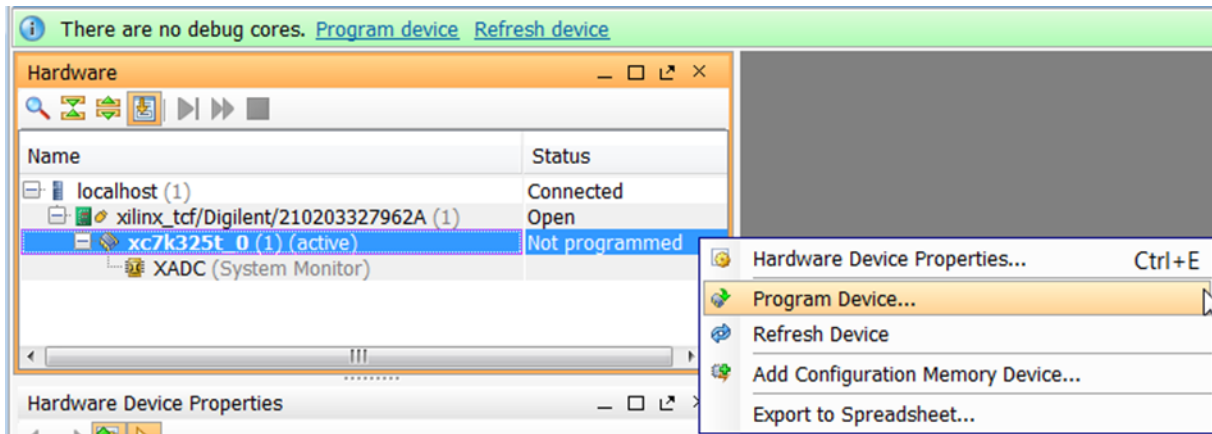 There are no debug cores. Program device Refresh device
Hardware
Name Status
localhost (1) Connected
xilinx_tcf/Digilent/210203327962A (1) Open
xc7k325t_0 (1) (active) Not programmed
XADC (System Monitor)
Hardware Device Properties... Ctrl+E
Program Device...
Refresh Device
Add Configuration Memory Device...
Export to Spreadsheet...
Hardware Device Properties